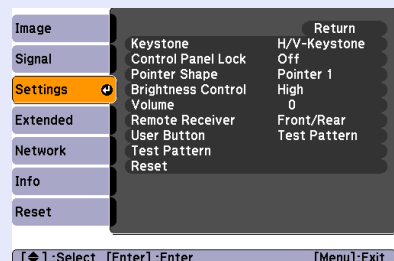 Image
Signal
Settings
Extended
Network
Info
Reset
Return
Keystone H/V-Keystone
Control Panel Lock Off
Pointer Shape Pointer 1
Brightness Control High
Volume 0
Remote Receiver Front/Rear
User Button Test Pattern
Test Pattern
Reset
[◆] :Select [Enter] :Enter [Menu]:Exit